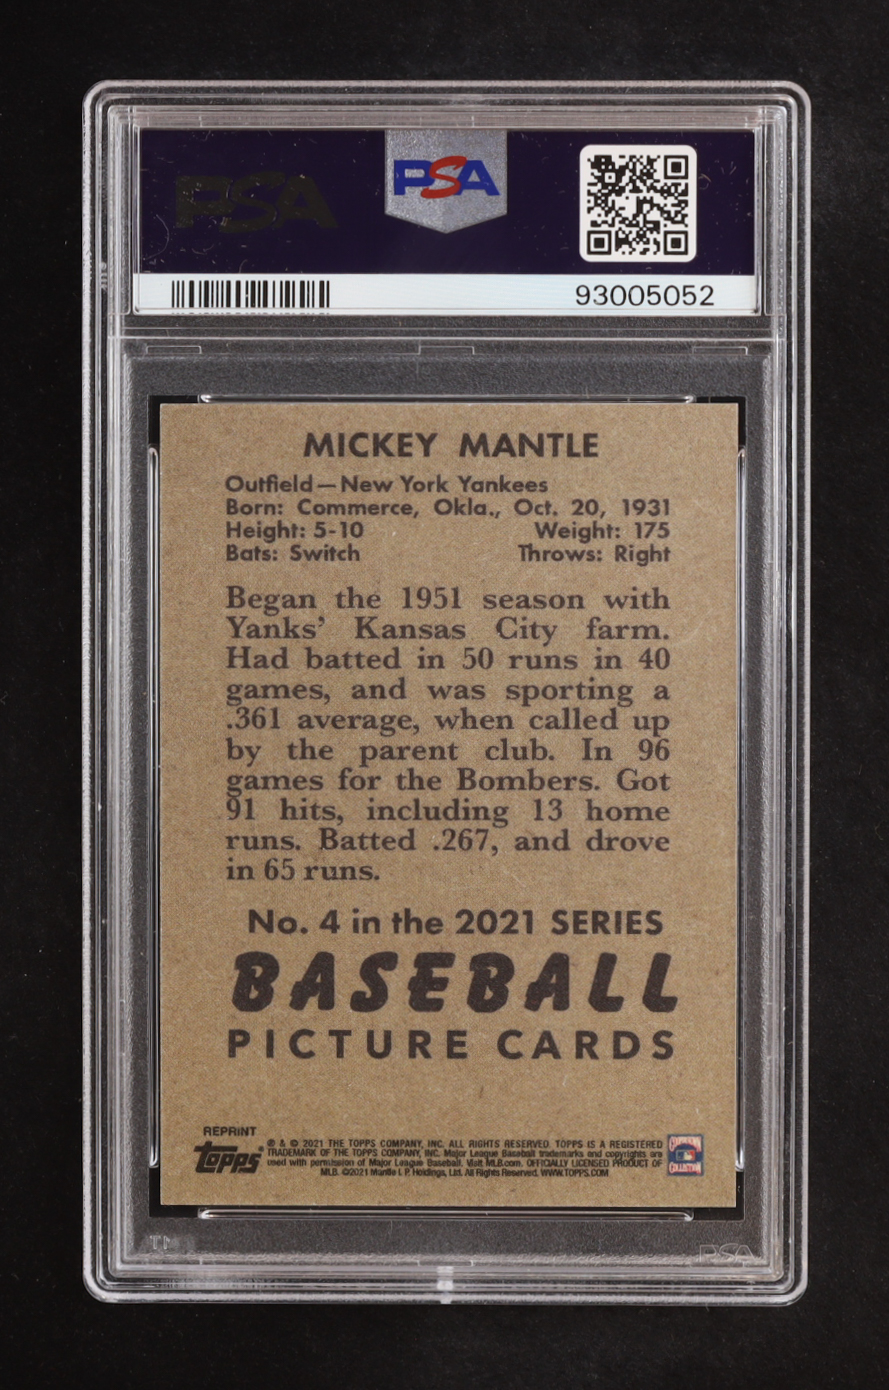 PSA
PSA
93005052
MICKEY MANTLE
Outfield—New York Yankees
Born: Commerce, Okla., Oct. 20, 1931
Height: 5-10 Weight: 175
Bats: Switch Throws: Right
Began the 1951 season with
Yanks' Kansas City farm.
Had batted in 50 runs in 40
games, and was sporting a
.361 average, when called up
by the parent club. In 96
games for the Bombers. Got
91 hits, including 13 home
runs. Batted .267, and drove
in 65 runs.
No. 4 in the 2021 SERIES
BASEBALL
PICTURE CARDS
REPRINT
topps
® & © 2021 THE TOPPS COMPANY, INC. ALL RIGHTS RESERVED. TOPPS IS A REGISTERED
TRADEMARK OF THE TOPPS COMPANY, INC. Major League Baseball trademarks and copyrights are
used with permission of Major League Baseball. Visit MLB.com. OFFICIALLY LICENSED PRODUCT OF
MLB. ©2021 Mantle I. P. Holdings, Ltd. All Rights Reserved. WWW.TOPPS.COM
COOPERSTOWN
COLLECTION
PSA